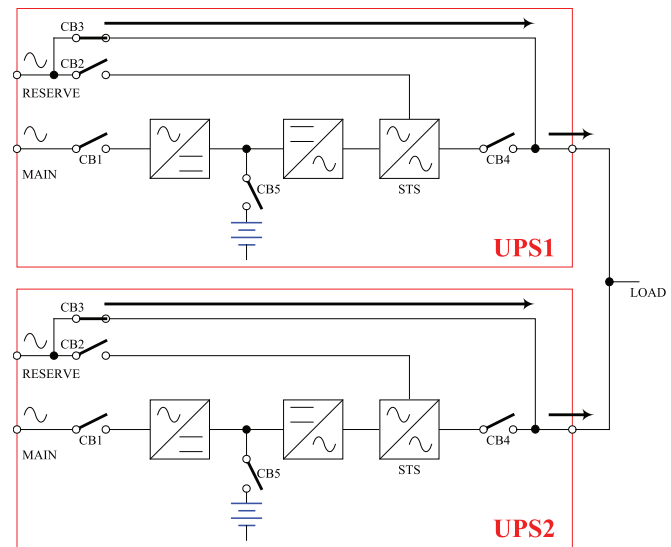 CB3
CB2
RESERVE
MAIN
CB1
CB5
STS
CB4
UPS1
LOAD
CB3
CB2
RESERVE
MAIN
CB1
CB5
STS
CB4
UPS2